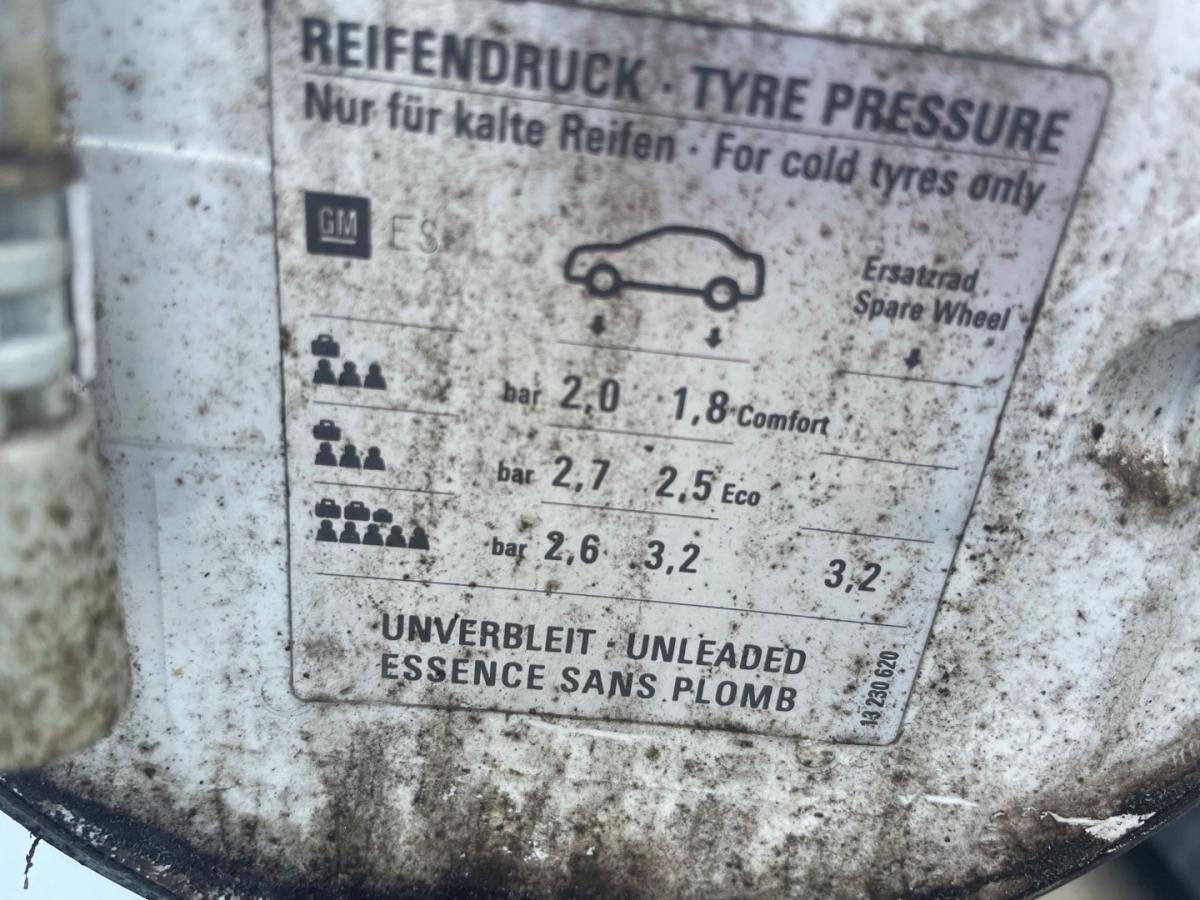 REIFENDRUCK · TYRE PRESSURE
Nur für kalte Reifen · For cold tyres only
GM ES
Ersatzrad
Spare Wheel
bar 2,0 1,8 Comfort
bar 2,7 2,5 Eco
bar 2,6 3,2 3,2
UNVERBLEIT · UNLEADED
ESSENCE SANS PLOMB
13 230 620